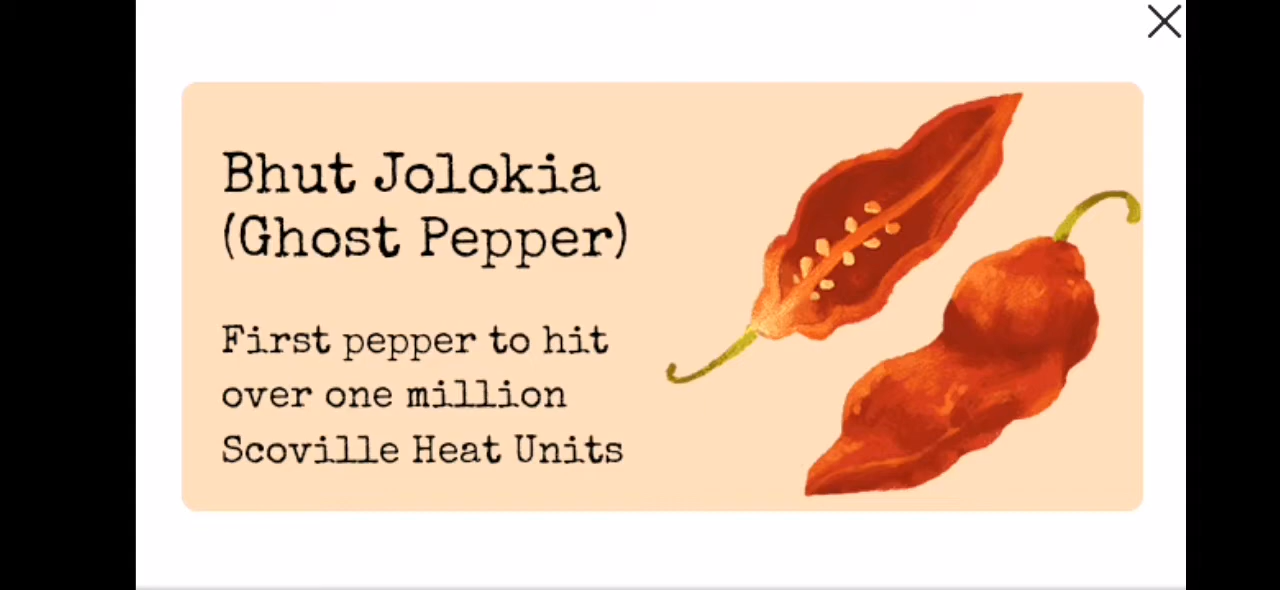 Bhut Jolokia
(Ghost Pepper)
First pepper to hit
over one million
Scoville Heat Units